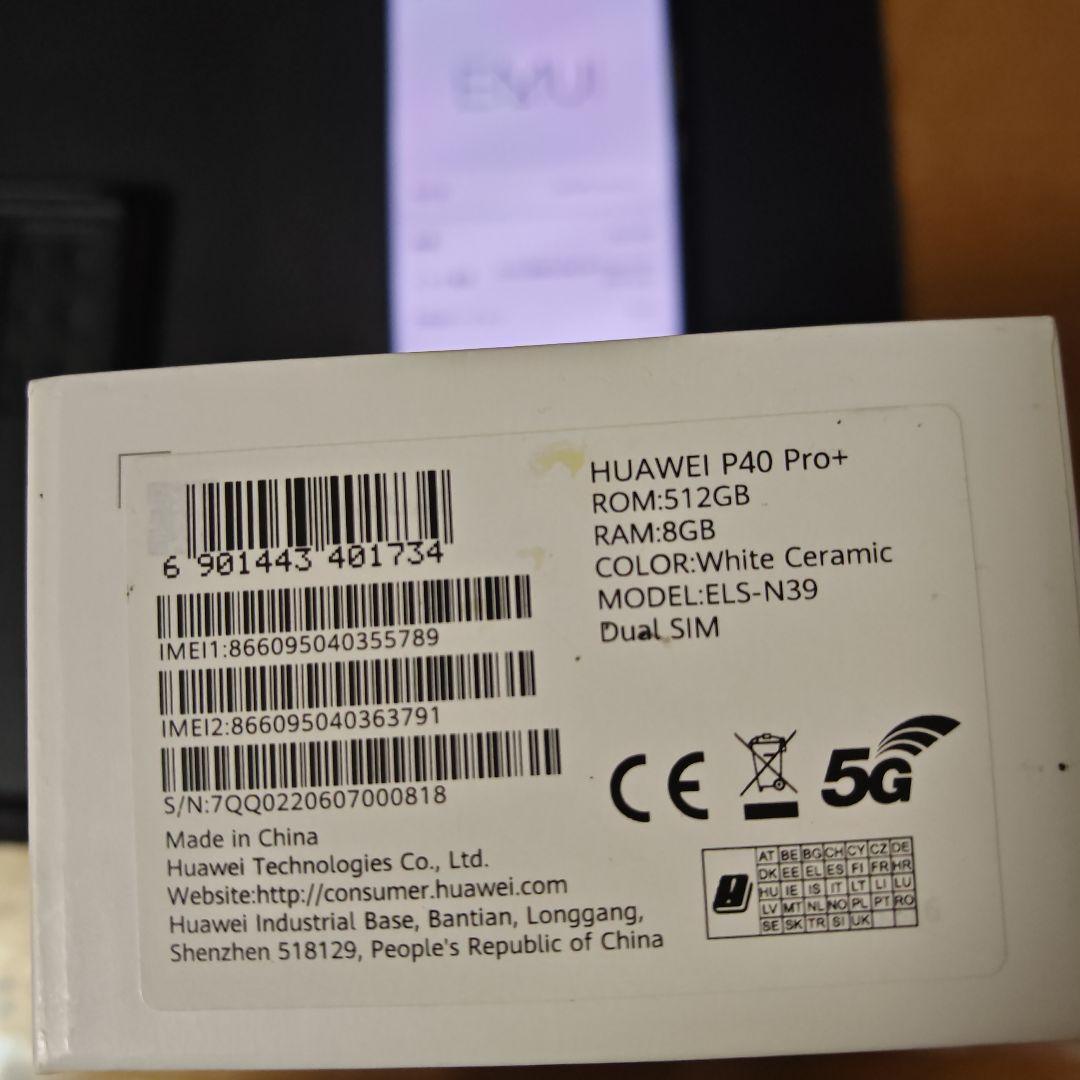 EMUI
6 901443 401734
IMEI1:866095040355789
IMEI2:866095040363791
S/N:7QQ0220607000818
Made in China
Huawei Technologies Co., Ltd.
Website:http://consumer.huawei.com
Huawei Industrial Base, Bantian, Longgang,
Shenzhen 518129, People's Republic of China
HUAWEI P40 Pro+
ROM:512GB
RAM:8GB
COLOR:White Ceramic
MODEL:ELS-N39
Dual SIM
CE
5G
AT BE BG CH CY CZ DE
DK EE EL ES FI FR HR
HU IE IS IT LT LI LU
LV MT NL NO PL PT RO
SE SK TR SI UK